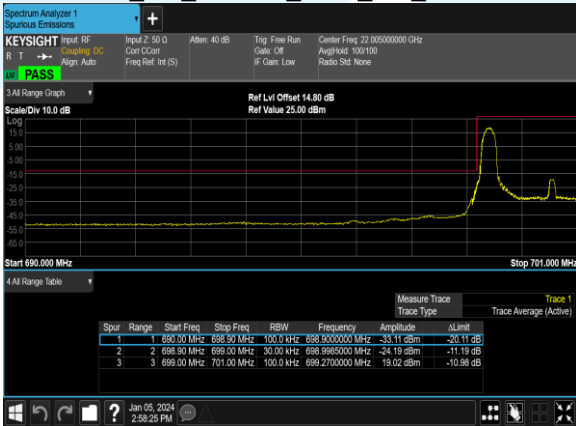 Spectrum Analyzer 1
Spurious Emissions
+
KEYSIGHT Input: RF Input Z: 50 Ω Atten: 40 dB Trig: Free Run Center Freq: 22.005000000 GHz
R T Coupling: DC Corr CCorr Gate: Off Avg|Hold: 100/100
Align: Auto Freq Ref: Int (S) IF Gain: Low Radio Std: None
LXI PASS
3 All Range Graph
Ref Lvl Offset 14.80 dB
Scale/Div 10.0 dB Ref Value 25.00 dBm
Log
15.0
5.00
-5.00
-15.0
-25.0
-35.0
-45.0
-55.0
-65.0
Start 690.000 MHz Stop 701.000 MHz
4 All Range Table
Measure Trace Trace 1
Trace Type Trace Average (Active)
Spur Range Start Freq Stop Freq RBW Frequency Amplitude ΔLimit
1 1 690.00 MHz 698.90 MHz 100.0 kHz 698.9000000 MHz -33.11 dBm -20.11 dB
2 2 698.90 MHz 699.00 MHz 30.00 kHz 698.9985000 MHz -24.19 dBm -11.19 dB
3 3 699.00 MHz 701.00 MHz 100.0 kHz 699.2700000 MHz 19.02 dBm -10.98 dB
? Jan 05, 2024
2:58:25 PM